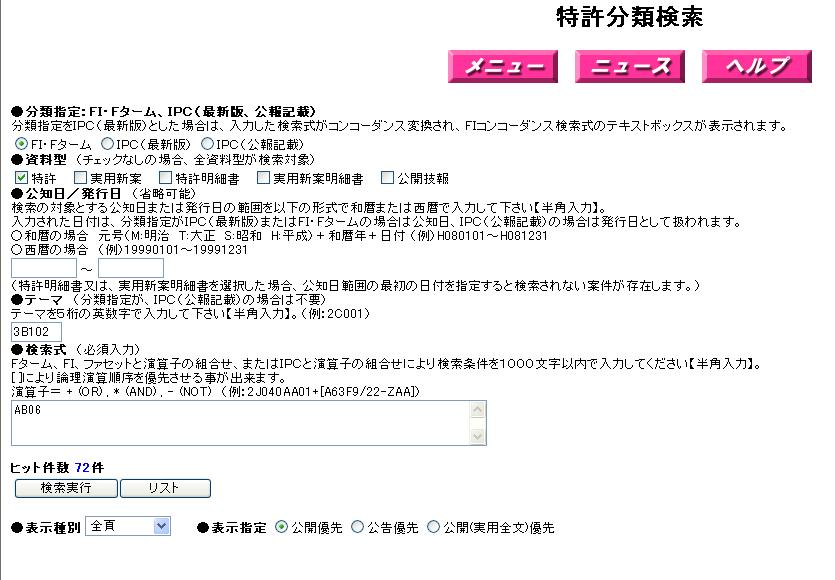 特許分類検索
メニュー ニュース ヘルプ
●分類指定：FI・Fターム、IPC（最新版、公報記載）
分類指定をIPC（最新版）とした場合は、入力した検索式がコンコーダンス変換され、FIコンコーダンス検索式のテキストボックスが表示されます。
FI・Fターム IPC（最新版） IPC（公報記載）
●資料型 （チェックなしの場合、全資料型が検索対象）
特許 実用新案 特許明細書 実用新案明細書 公開技報
●公知日／発行日 （省略可能）
検索の対象とする公知日または発行日の範囲を以下の形式で和暦または西暦で入力して下さい【半角入力】。
入力された日付は、分類指定がIPC（最新版）またはFI・Fタームの場合は公知日、IPC（公報記載）の場合は発行日として扱われます。
○和暦の場合 元号（M:明治 T:大正 S:昭和 H:平成）＋和暦年＋日付 （例）H080101～H081231
○西暦の場合 （例）19990101～19991231
～
（特許明細書又は、実用新案明細書を選択した場合、公知日範囲の最初の日付を指定すると検索されない案件が存在します。）
●テーマ （分類指定が、IPC（公報記載）の場合は不要）
テーマを5桁の英数字で入力して下さい【半角入力】。（例：2C001）
3B102
●検索式 （必須入力）
Fターム、FI、ファセットと演算子の組合せ、またはIPCと演算子の組合せにより検索条件を1000文字以内で入力してください【半角入力】。
[ ]により論理演算順序を優先させる事が出来ます。
演算子＝ + (OR) , * (AND) , - (NOT) （例：2J040AA01+[A63F9/22-ZAA]）
AB06
ヒット件数 72件
検索実行 リスト
●表示種別 全頁 ●表示指定 公開優先 公告優先 公開(実用全文)優先